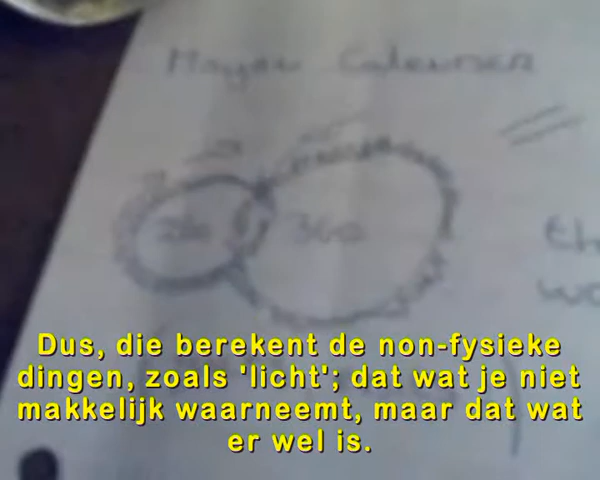 Mayan Calender
260 360
Dus, die berekent de non-fysieke
dingen, zoals 'licht'; dat wat je niet
makkelijk waarneemt, maar dat wat
er wel is.